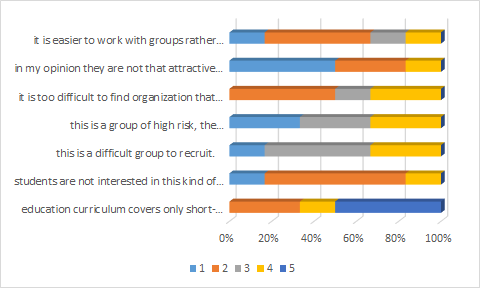 it is easier to work with groups rather...
in my opinion they are not that attractive...
it is too difficult to find organization that...
this is a group of high risk, the...
this is a difficult group to recruit.
students are not interested in this kind of...
education curriculum covers only short-...
0% 20% 40% 60% 80% 100%
1 2 3 4 5